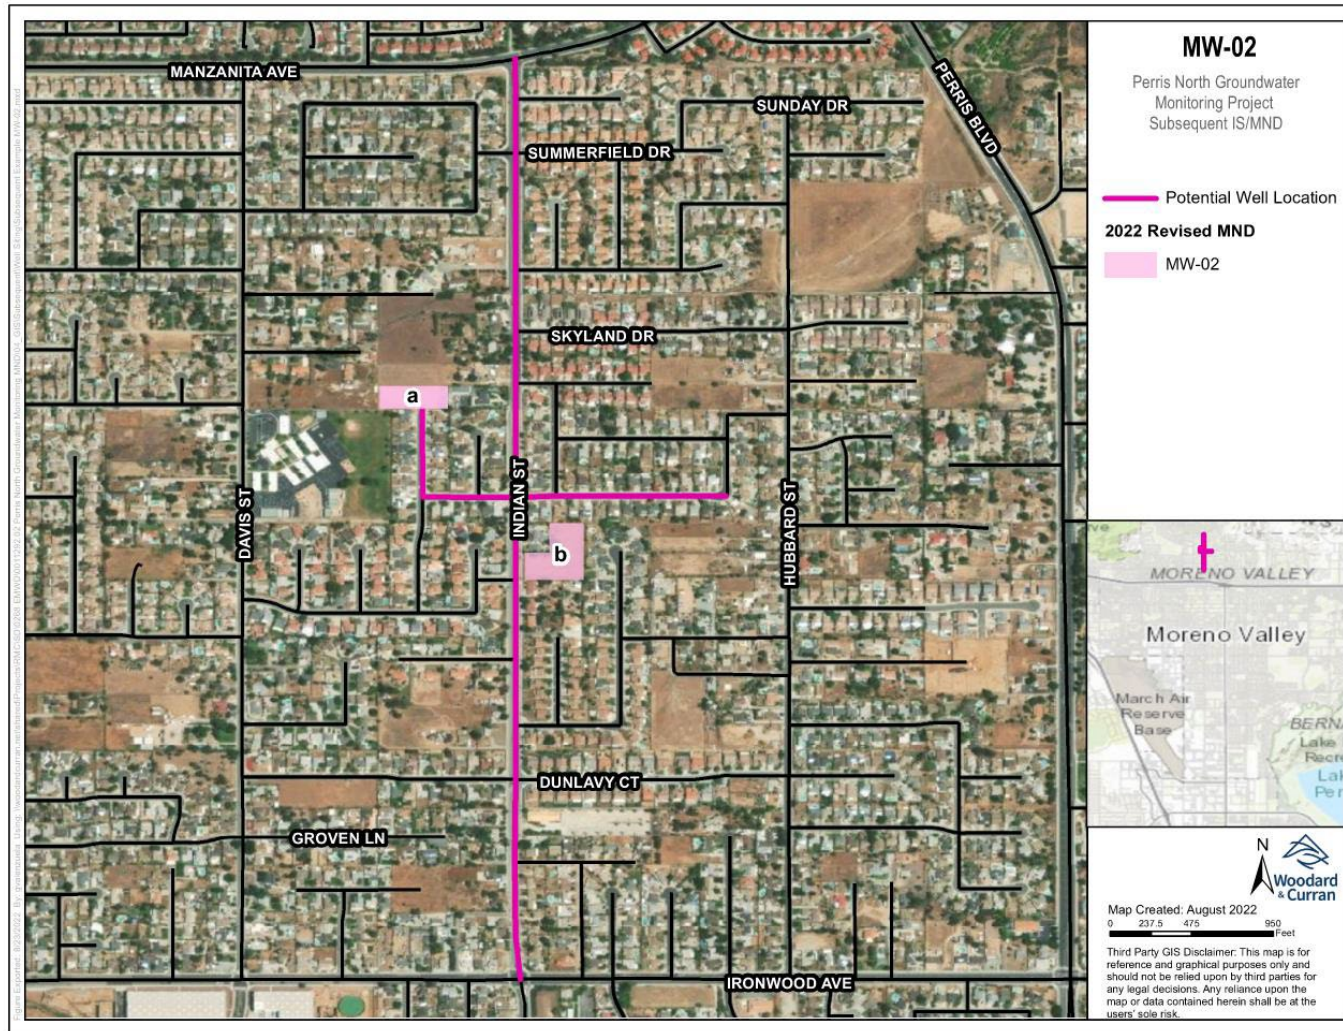 MW-02
Perris North Groundwater
Monitoring Project
Subsequent IS/MND
Potential Well Location
2022 Revised MND
MW-02
MANZANITA AVE
SUNDAY DR
PERRIS BLVD
SUMMERFIELD DR
SKYLAND DR
a
INDIAN ST
DAVIS ST
HUBBARD ST
b
DUNLAVY CT
GROVEN LN
IRONWOOD AVE
MORENO VALLEY
Moreno Valley
March Air
Reserve
Base
BERN
Lake
Recre
Lak
Per
N
Woodard
& Curran
Map Created: August 2022
0 237.5 475 950
Feet
Third Party GIS Disclaimer: This map is for
reference and graphical purposes only and
should not be relied upon by third parties for
any legal decisions. Any reliance upon the
map or data contained herein shall be at the
users' sole risk.